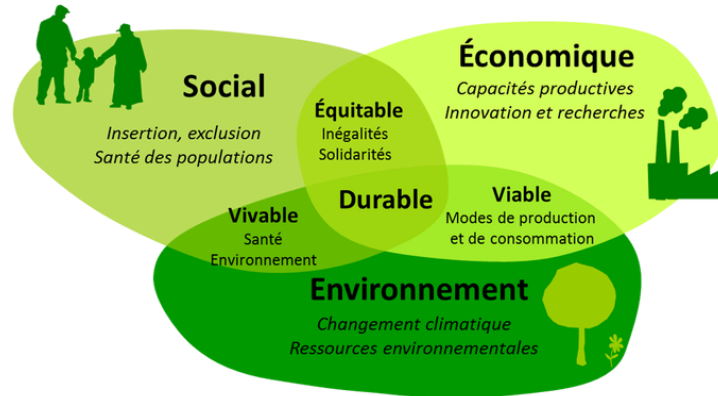 Social
Insertion, exclusion
Santé des populations
Économique
Capacités productives
Innovation et recherches
Équitable
Inégalités
Solidarités
Durable
Vivable
Santé
Environnement
Viable
Modes de production
et de consommation
Environnement
Changement climatique
Ressources environnementales